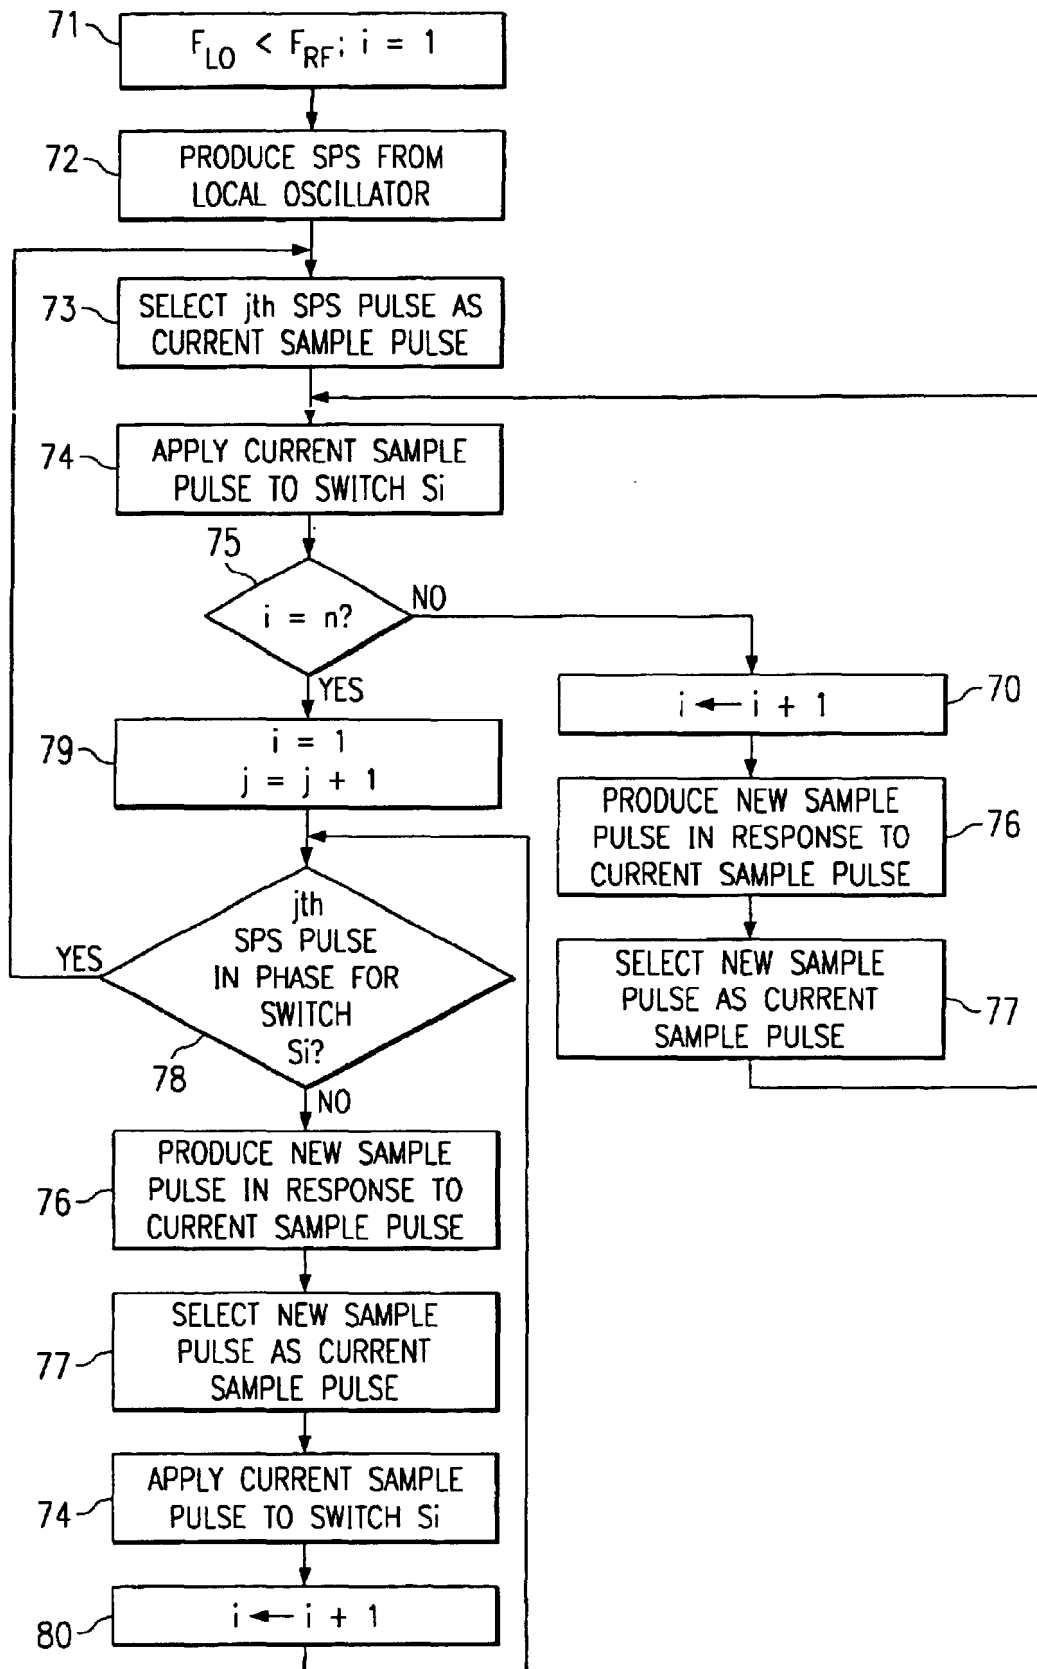 71
F_LO < F_RF; i = 1
72
PRODUCE SPS FROM
LOCAL OSCILLATOR
73
SELECT jth SPS PULSE AS
CURRENT SAMPLE PULSE
74
APPLY CURRENT SAMPLE
PULSE TO SWITCH Si
75
i = n?
NO
YES
70
i ← i + 1
79
i = 1
j = j + 1
76
PRODUCE NEW SAMPLE
PULSE IN RESPONSE TO
CURRENT SAMPLE PULSE
77
SELECT NEW SAMPLE
PULSE AS CURRENT
SAMPLE PULSE
YES
jth
SPS PULSE
IN PHASE FOR
SWITCH
Si?
78
NO
76
PRODUCE NEW SAMPLE
PULSE IN RESPONSE TO
CURRENT SAMPLE PULSE
77
SELECT NEW SAMPLE
PULSE AS CURRENT
SAMPLE PULSE
74
APPLY CURRENT SAMPLE
PULSE TO SWITCH Si
80
i ← i + 1